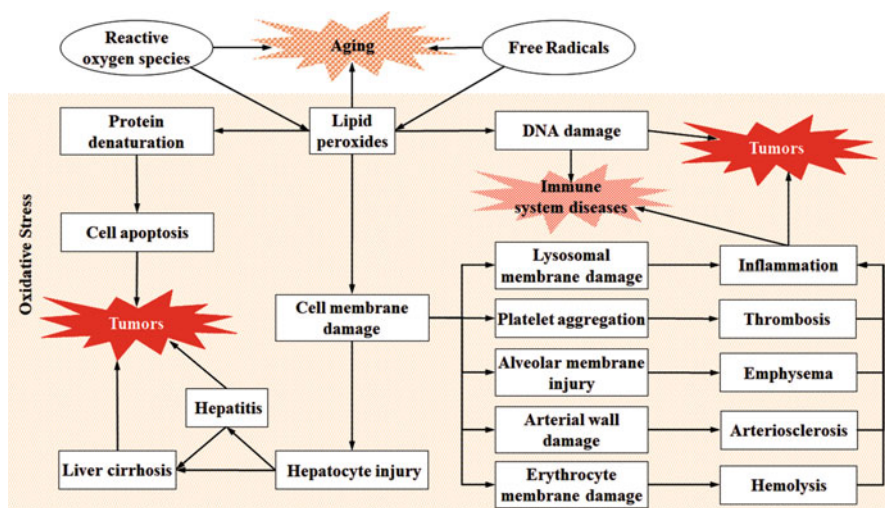 Reactive
oxygen species
Aging
Free Radicals
Oxidative Stress
Protein
denaturation
Lipid
peroxides
DNA damage
Tumors
Immune
system diseases
Cell apoptosis
Lysosomal
membrane damage
Inflammation
Cell membrane
damage
Platelet aggregation
Thrombosis
Tumors
Alveolar membrane
injury
Emphysema
Hepatitis
Arterial wall
damage
Arteriosclerosis
Liver cirrhosis
Hepatocyte injury
Erythrocyte
membrane damage
Hemolysis